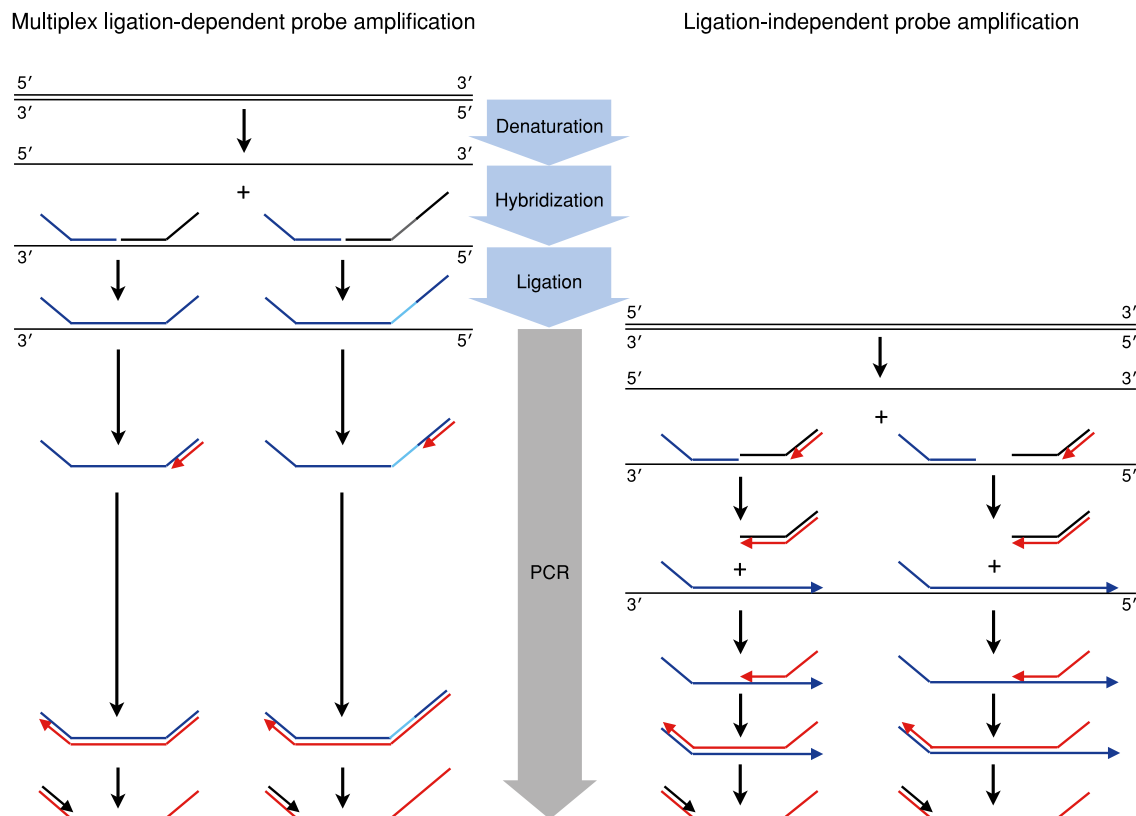 Multiplex ligation-dependent probe amplification
Ligation-independent probe amplification
5′ 3′
3′ 5′
Denaturation
5′ 3′
+
Hybridization
3′ 5′
Ligation
3′ 5′
5′ 3′
3′ 5′
5′ 3′
+
3′ 5′
PCR
+ +
3′ 5′